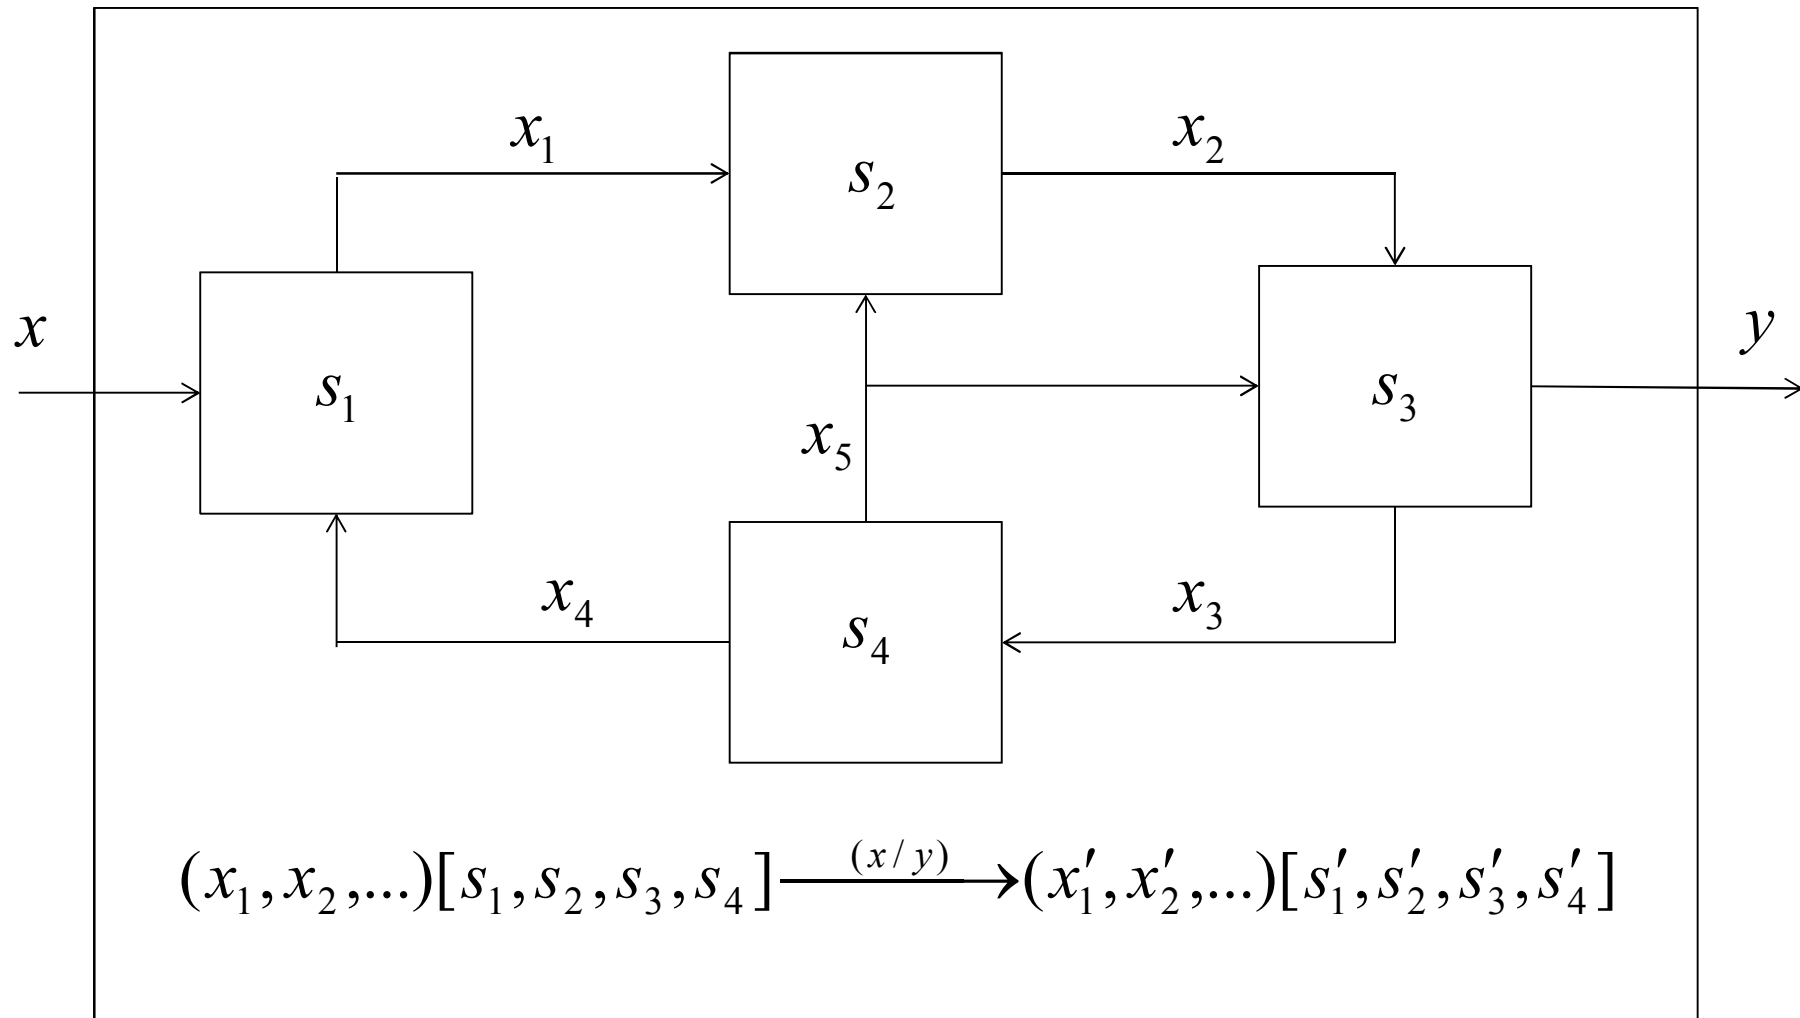 x₁
x₂
s₂
x
s₁
s₃
y
x₅
x₄
s₄
x₃
(x₁, x₂,...)[s₁, s₂, s₃, s₄] ⟶ (x / y) (x′₁, x′₂,...)[s′₁, s′₂, s′₃, s′₄]